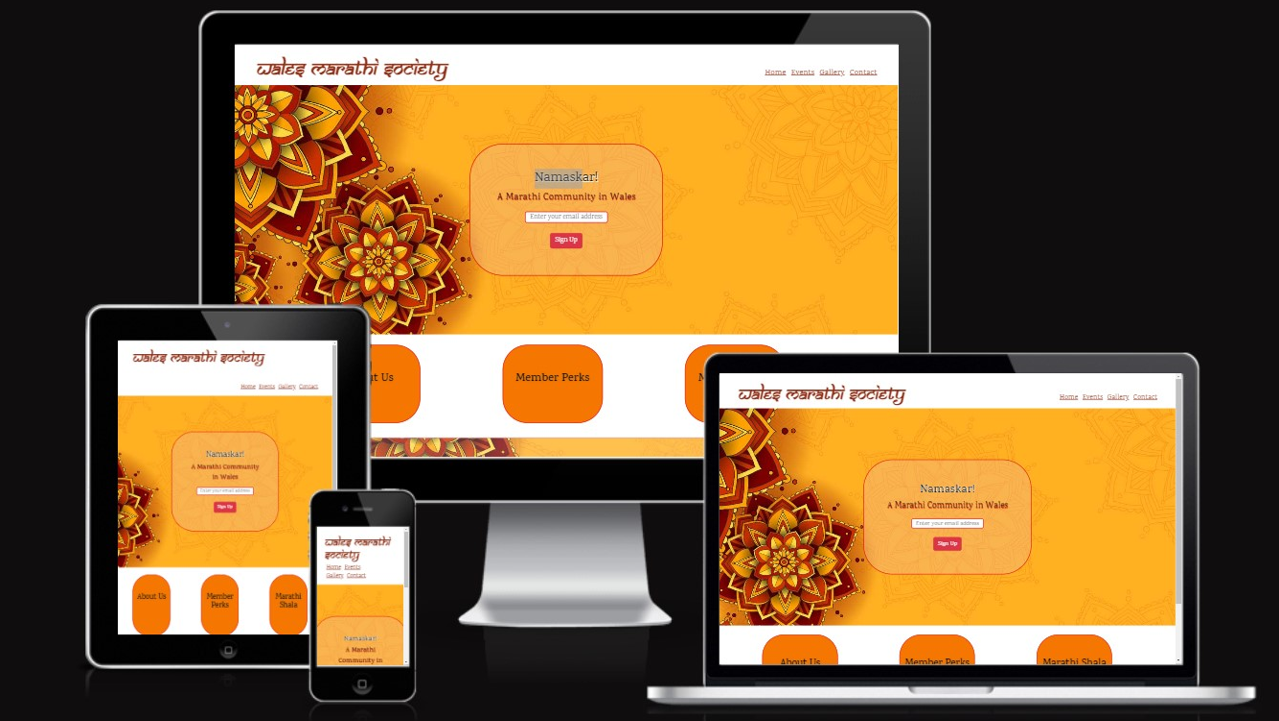 Wales Marathi Society
Home Events Gallery Contact
Namaskar!
A Marathi Community in Wales
Enter your email address
Sign Up
t Us
Member Perks
M
Wales Marathi Society
Home Events Gallery Contact
Namaskar!
A Marathi Community
in Wales
Enter your email address
Sign Up
About Us
Member
Perks
Marathi
Shala
Wales Marathi
Society
Home Events
Gallery Contact
Namaskar!
A Marathi
Community in
Wales Marathi Society
Home Events Gallery Contact
Namaskar!
A Marathi Community in Wales
Enter your email address
Sign Up
About Us
Member Perks
Marathi Shala